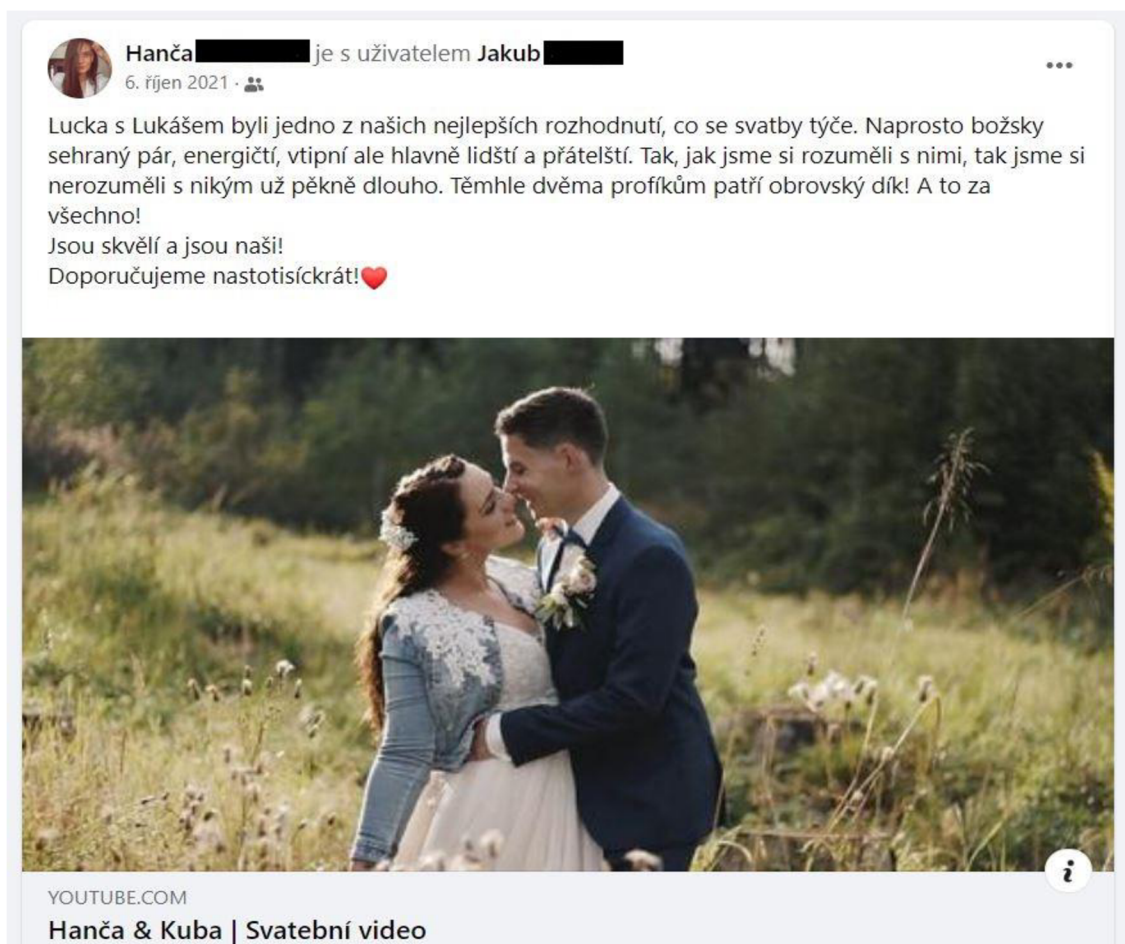 Hanča je s uživatelem Jakub
6. říjen 2021 ·
Lucka s Lukášem byli jedno z našich nejlepších rozhodnutí, co se svatby týče. Naprosto božsky
sehraný pár, energičtí, vtipní ale hlavně lidští a přátelští. Tak, jak jsme si rozuměli s nimi, tak jsme si
nerozuměli s nikým už pěkně dlouho. Těmhle dvěma profíkům patří obrovský dík! A to za
všechno!
Jsou skvělí a jsou naši!
Doporučujeme nastotisíckrát!❤️
YOUTUBE.COM
Hanča & Kuba | Svatební video